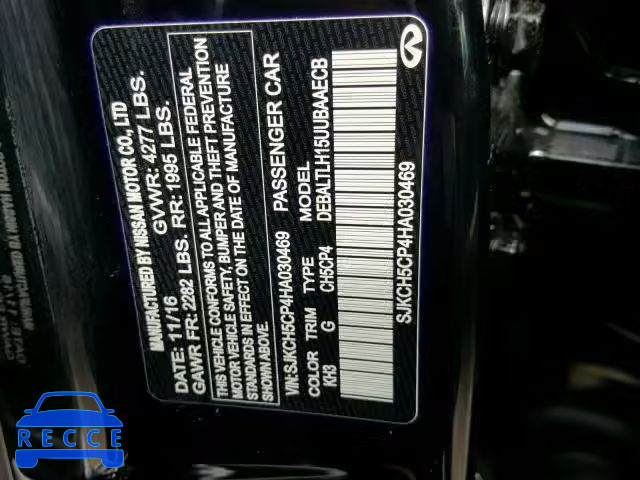 MANUFACTURED BY NISSAN MOTOR CO., LTD
DATE: 11/16 GVWR: 4277 LBS.
GAWR FR: 2282 LBS. RR: 1995 LBS.
THIS VEHICLE CONFORMS TO ALL APPLICABLE FEDERAL
MOTOR VEHICLE SAFETY, BUMPER AND THEFT PREVENTION
STANDARDS IN EFFECT ON THE DATE OF MANUFACTURE
SHOWN ABOVE.
VIN:SJKCH5CP4HA030469 PASSENGER CAR
COLOR TRIM TYPE MODEL
KH3 G CH5CP4 DEBALTLH15UUBAAECB
SJKCH5CP4HA030469
RECCE